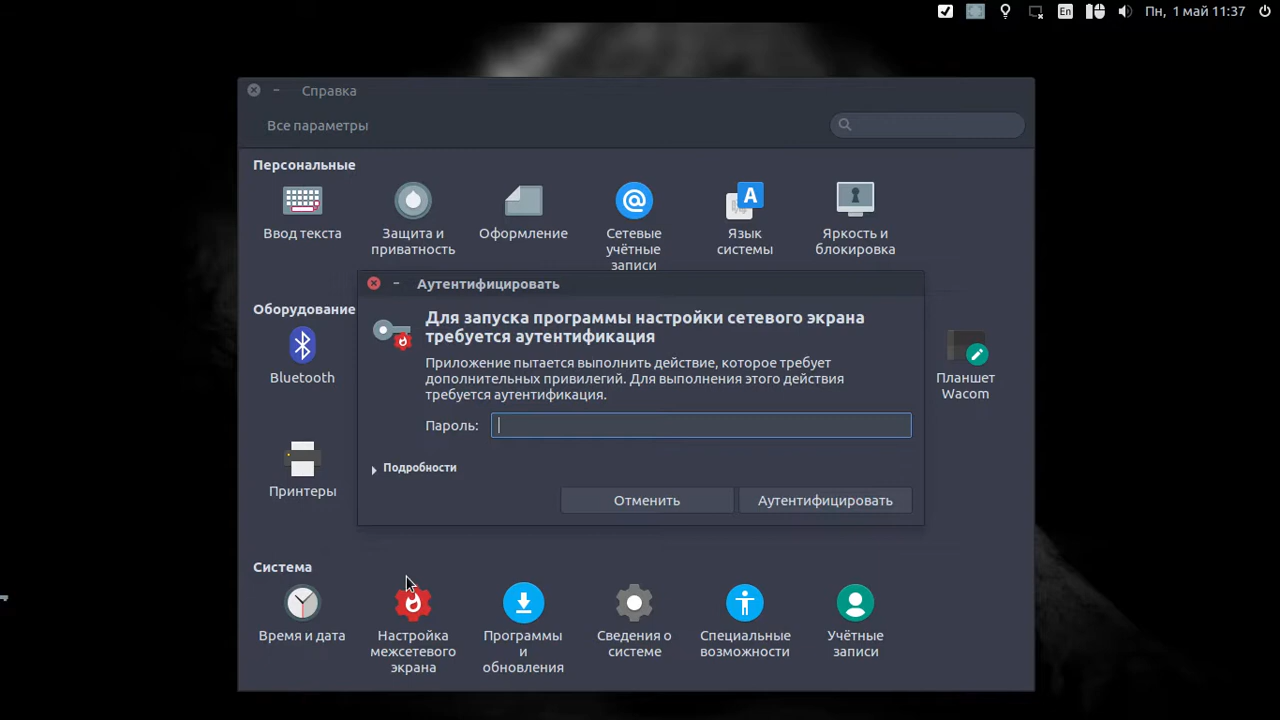 En
Пн, 1 май 11:37
Справка
Все параметры
Персональные
Ввод текста
Защита и
приватность
Оформление
Сетевые
учётные
записи
A
Язык
системы
Яркость и
блокировка
Оборудование
Bluetooth
Планшет
Wacom
Принтеры
Аутентифицировать
Для запуска программы настройки сетевого экрана
требуется аутентификация
Приложение пытается выполнить действие, которое требует
дополнительных привилегий. Для выполнения этого действия
требуется аутентификация.
Пароль:
Подробности
Отменить
Аутентифицировать
Система
Время и дата
Настройка
межсетевого
экрана
Программы
и
обновления
Сведения о
системе
Специальные
возможности
Учётные
записи